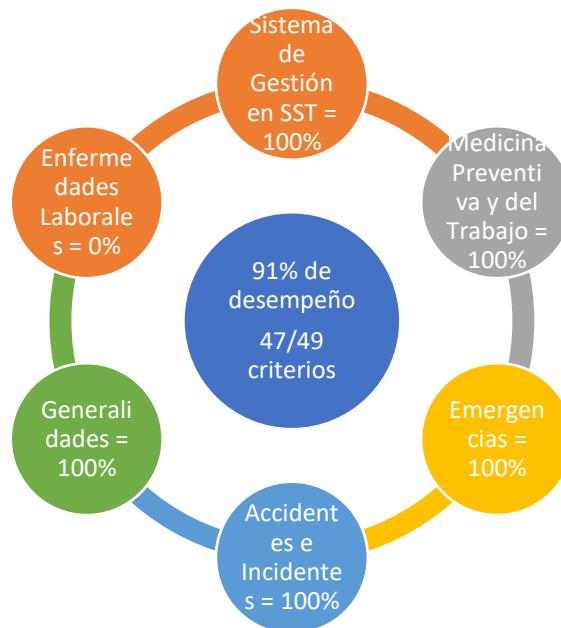 Sistema
de
Gestión
en SST =
100%
Medicina
Preventi
va y del
Trabajo =
100%
Emergen
cias =
100%
Accident
es e
Incidente
s = 100%
Generali
dades =
100%
Enferme
dades
Laborale
s = 0%
91% de
desempeño
47/49
criterios